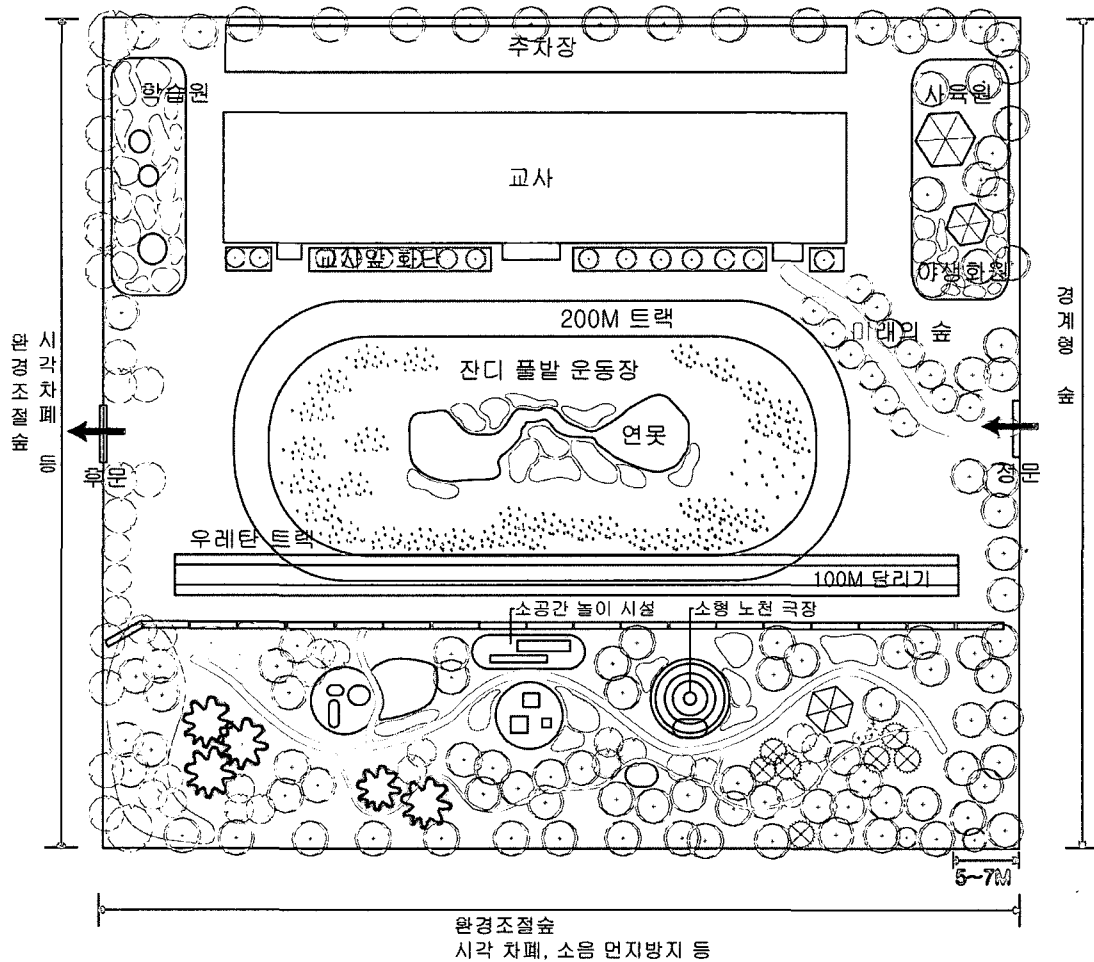 주차장
학습원
사육원
교사
교사앞 화단
야생화원
200M 트랙
미래의 숲
잔디 풀밭 운동장
연못
후문
정문
우레탄 트랙
100M 달리기
소공간 놀이 시설
소형 노천 극장
시각차폐
완경조절숲 등
경계형 숲
5~7M
완경조절숲
시각 차폐, 소음 먼지방지 등